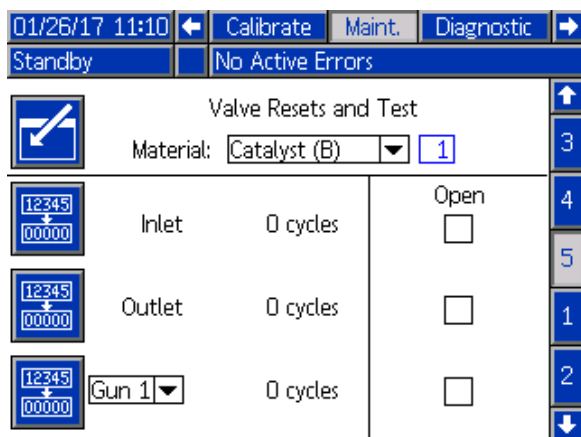 01/26/17 11:10 Calibrate Maint. Diagnostic
Standby No Active Errors
Valve Resets and Test
Material: Catalyst (B) 1
3
Open
4
12345
00000
Inlet 0 cycles
5
12345
00000
Outlet 0 cycles
1
12345
00000
Gun 1 0 cycles
2